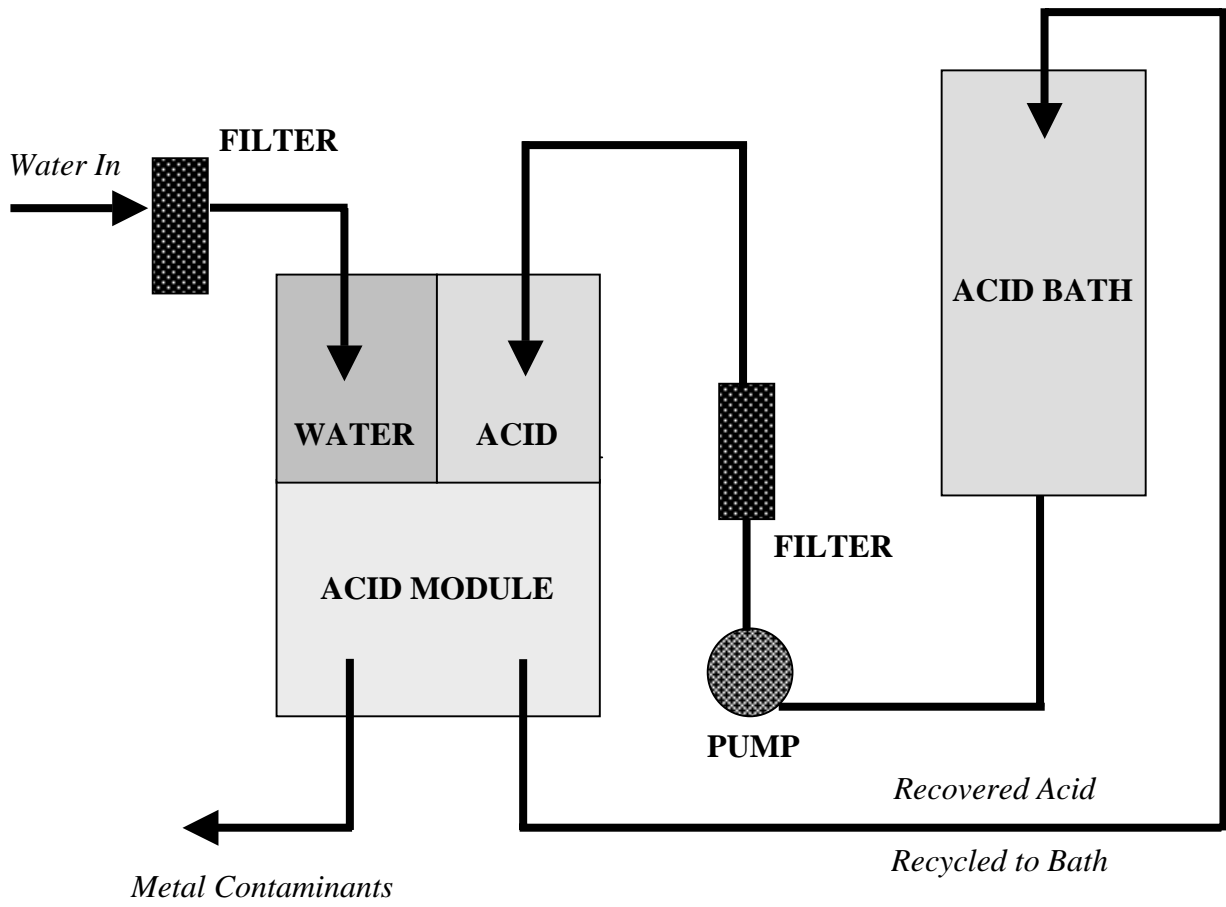 FILTER
Water In
ACID BATH
WATER
ACID
FILTER
ACID MODULE
PUMP
Recovered Acid
Recycled to Bath
Metal Contaminants